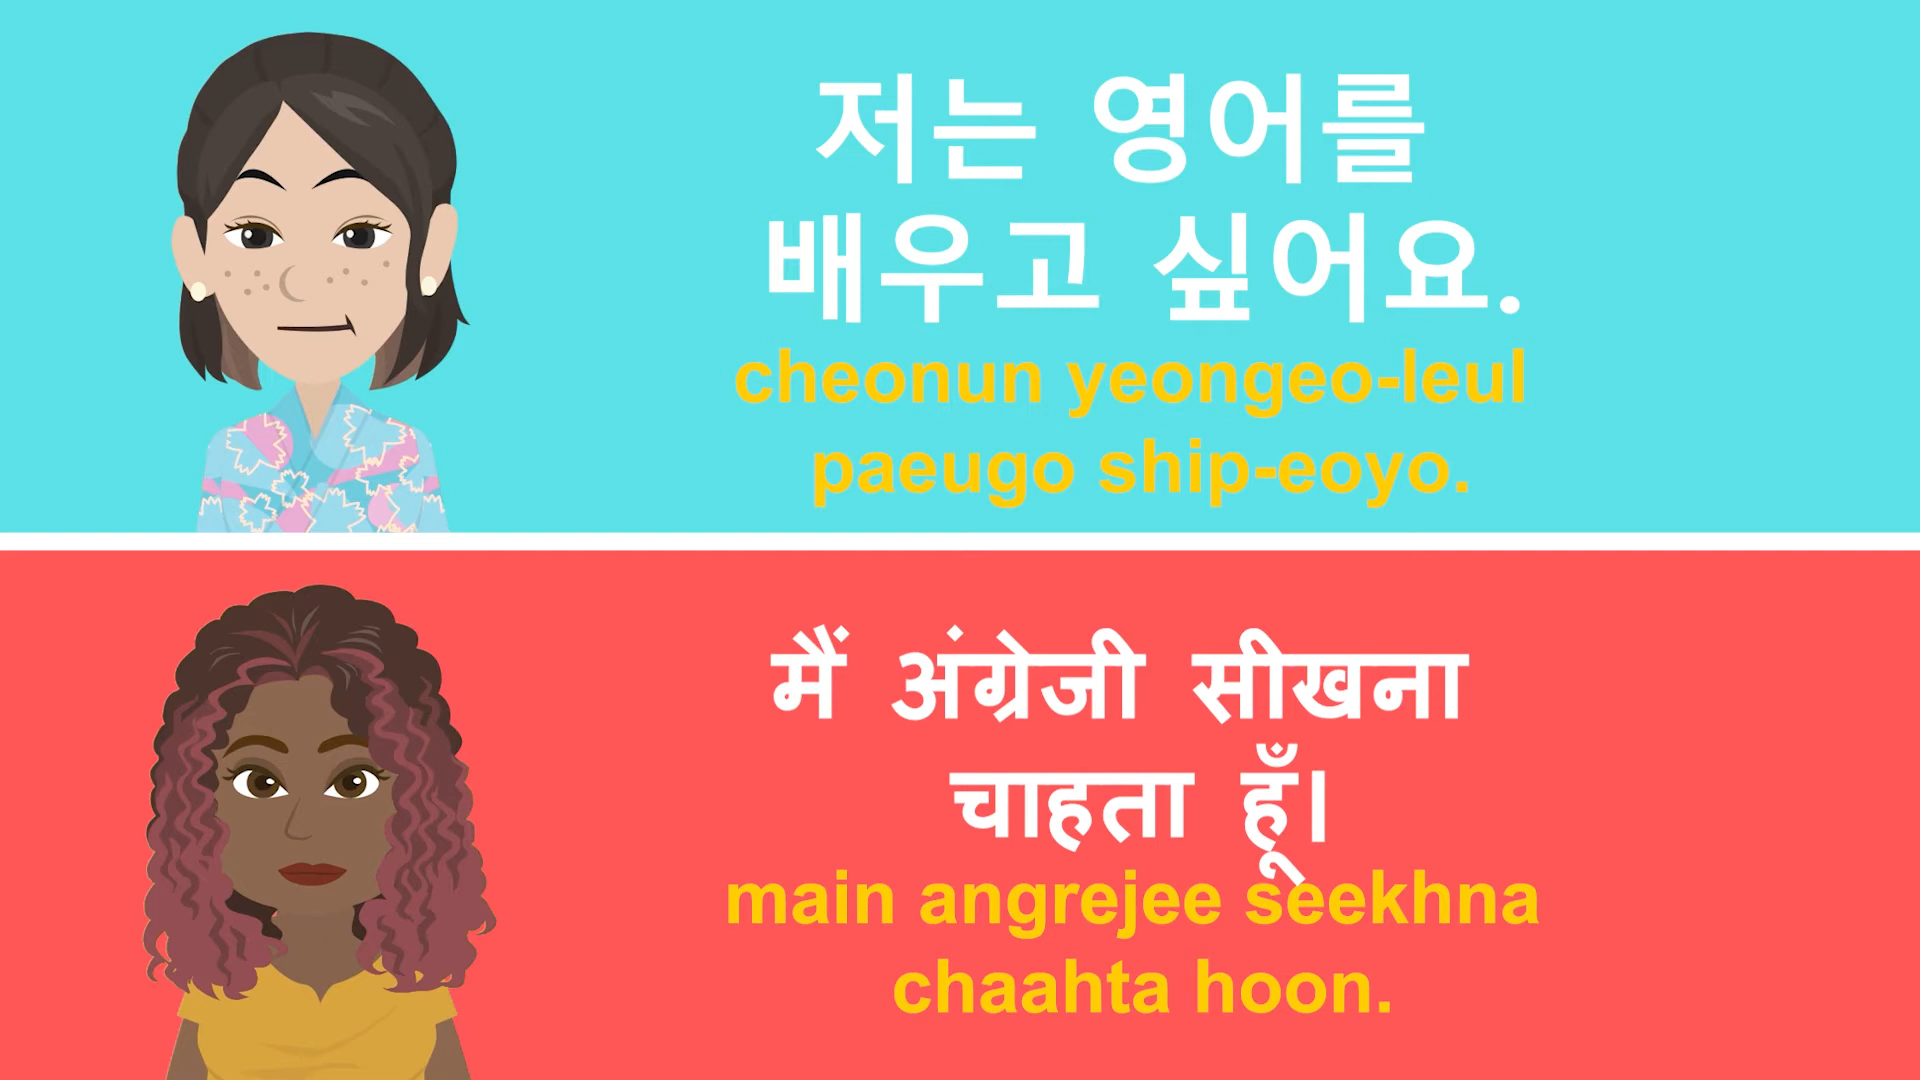 저는 영어를
배우고 싶어요.
cheonun yeongeo-leul
paeugo ship-eoyo.
मैं अंग्रेजी सीखना
चाहता हूँ।
main angrejee seekhna
chaahta hoon.